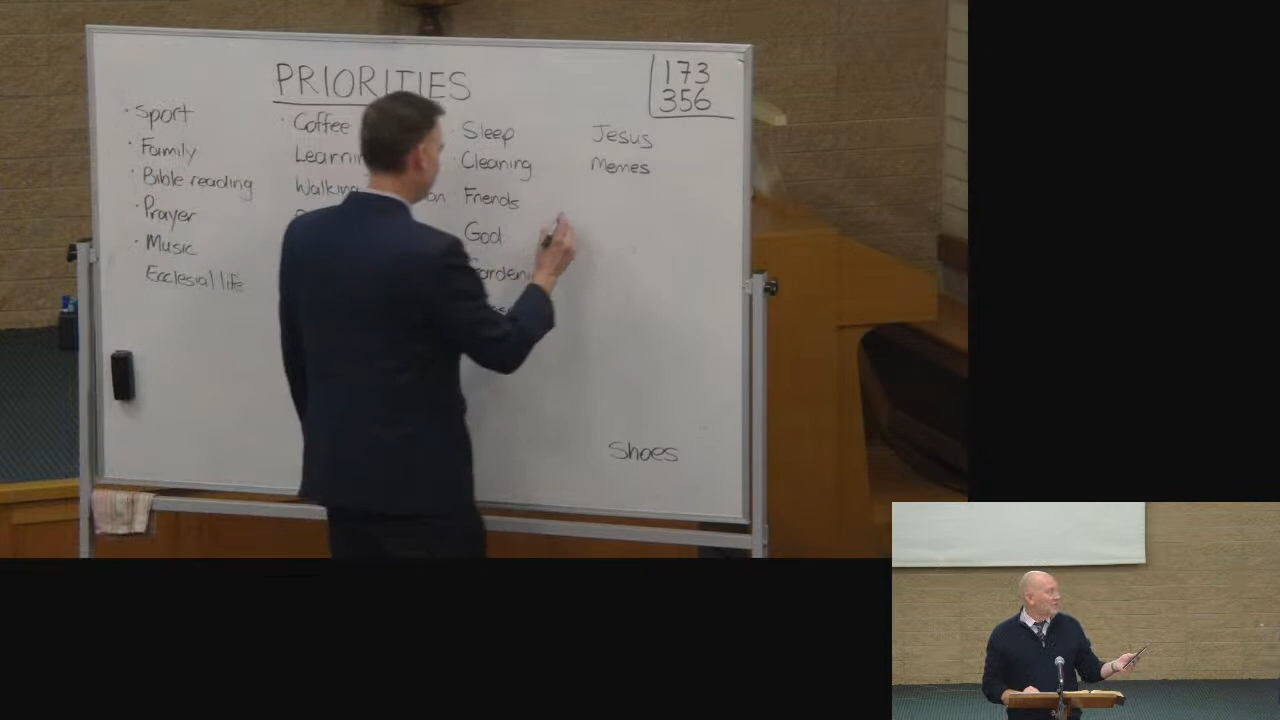 PRIORITIES
173
356
Sport
Family
Bible reading
Prayer
Music
Ecclesial life
Coffee
Sleep
Cleaning
Friends
God
Jesus
Memes
Shoes